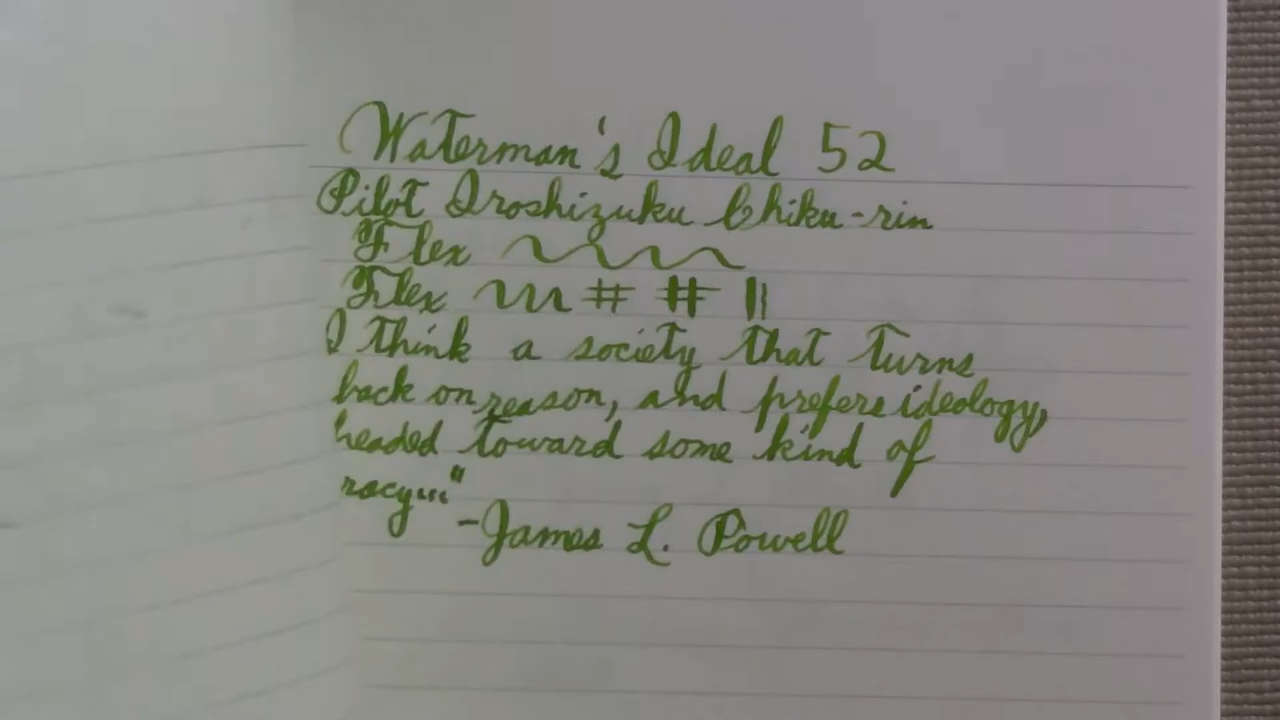 Waterman's Ideal 52
Pilot Iroshizuku Chiku-rin
Flex
Flex
I think a society that turns
back on reason, and prefers ideology,
headed toward some kind of
racy..."
-James L. Powell